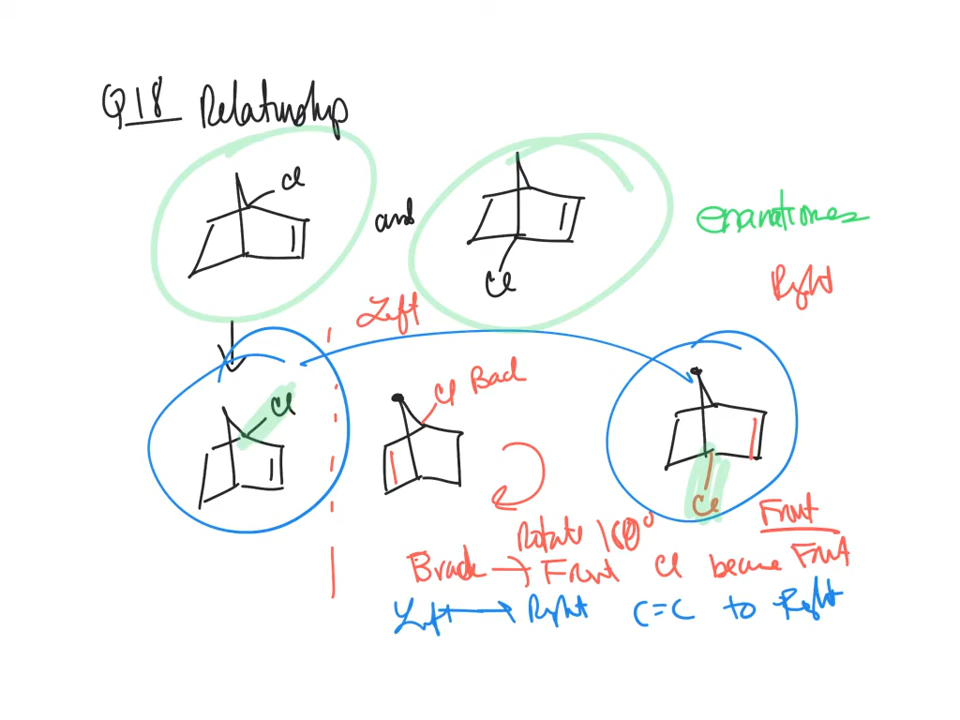 Q18 Relationship
Cl
and
Cl
enantiomers
Right
Left
Cl
Cl Back
Cl
Front
Rotate 180°
Back → Front Cl became Front
Left → Right C=C to Right